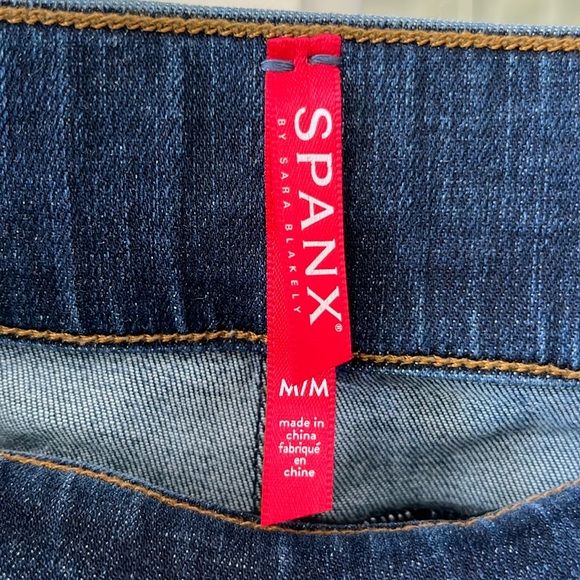 SPANX®
BY SARA BLAKELY
M/M
made in
china
fabriqué
en
chine